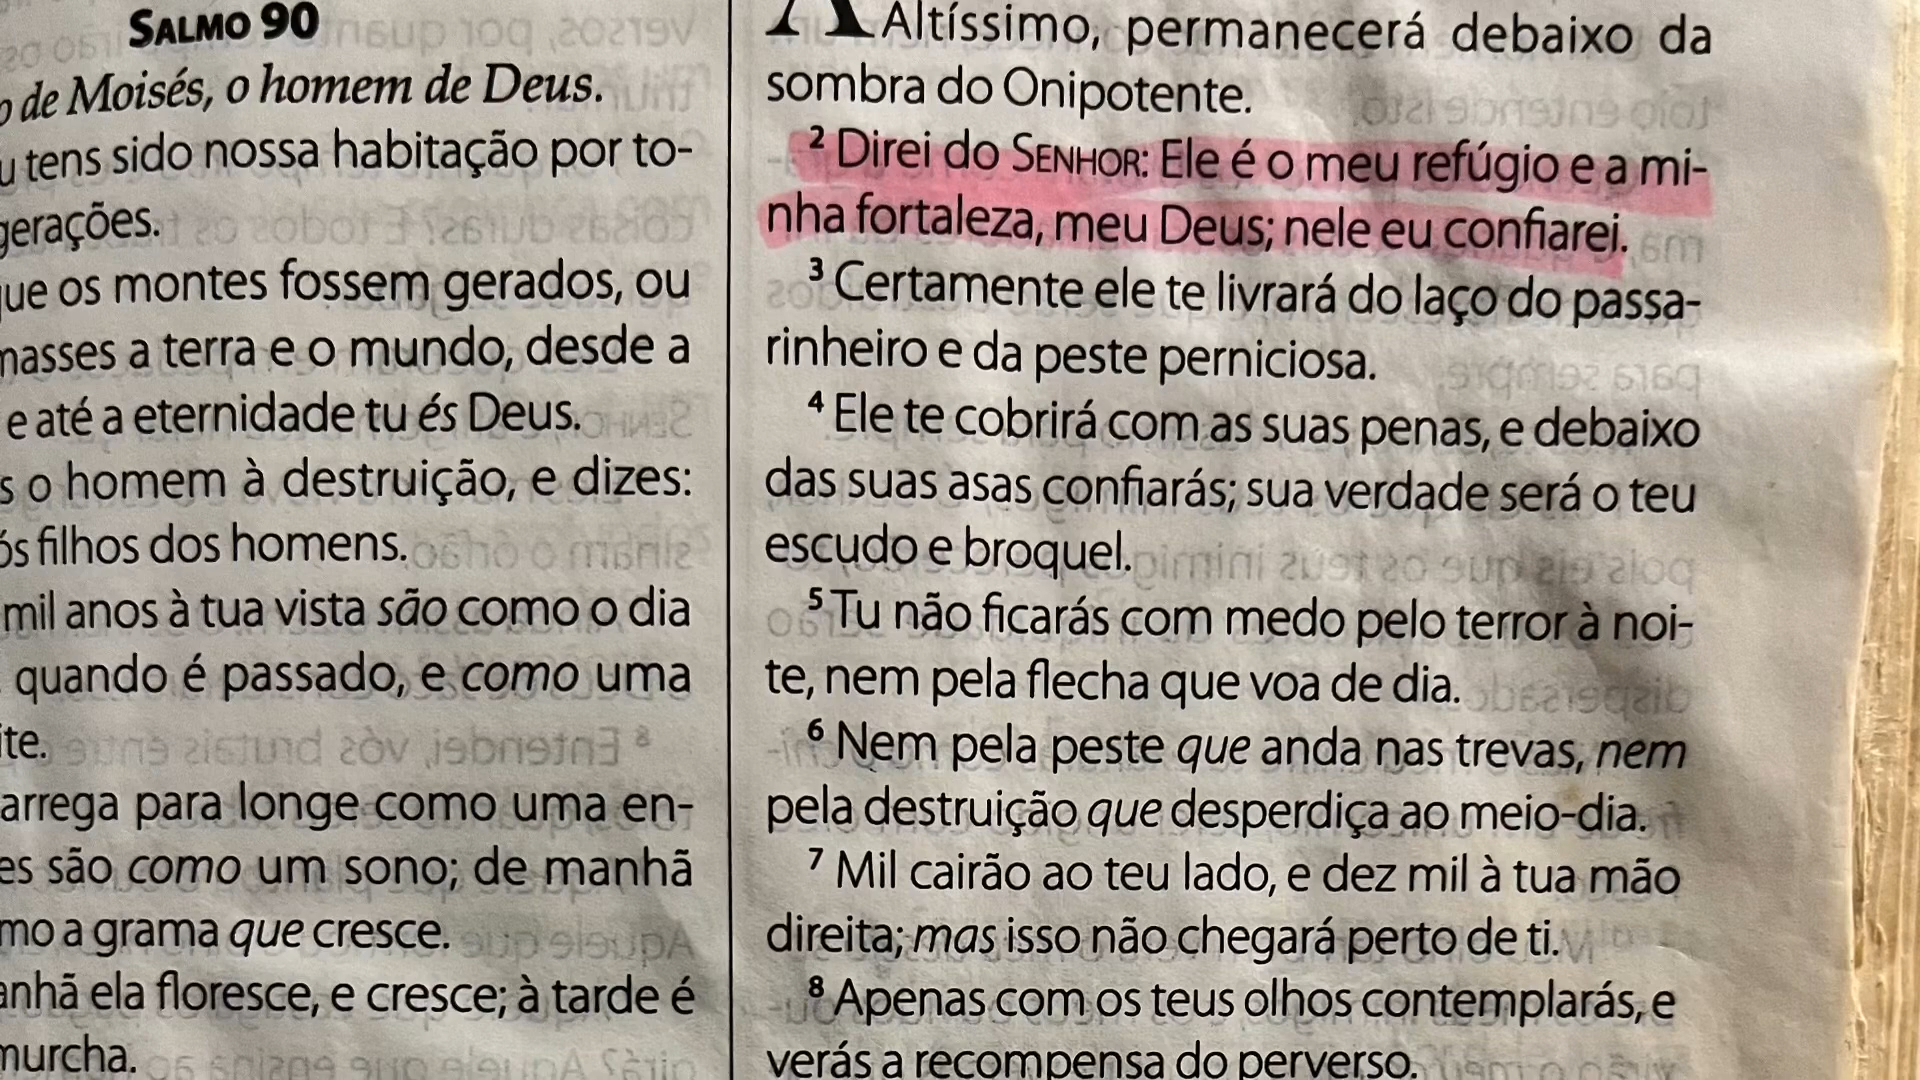 SALMO 90
de Moisés, o homem de Deus.
tens sido nossa habitação por to-
gerações.
que os montes fossem gerados, ou
masses a terra e o mundo, desde a
e até a eternidade tu és Deus.
o homem à destruição, e dizes:
filhos dos homens.
mil anos à tua vista são como o dia
quando é passado, e como uma
ite.
arrega para longe como uma en-
es são como um sono; de manhã
mo a grama que cresce.
anhã ela floresce, e cresce; à tarde é
murcha.
Altíssimo, permanecerá debaixo da
sombra do Onipotente.
2 Direi do SENHOR: Ele é o meu refúgio e a mi-
nha fortaleza, meu Deus; nele eu confiarei.
3 Certamente ele te livrará do laço do passa-
rinheiro e da peste perniciosa.
4 Ele te cobrirá com as suas penas, e debaixo
das suas asas confiarás; sua verdade será o teu
escudo e broquel.
5 Tu não ficarás com medo pelo terror à noi-
te, nem pela flecha que voa de dia.
6 Nem pela peste que anda nas trevas, nem
pela destruição que desperdiça ao meio-dia.
7 Mil cairão ao teu lado, e dez mil à tua mão
direita; mas isso não chegará perto de ti.
8 Apenas com os teus olhos contemplarás, e
verás a recompensa do perverso.